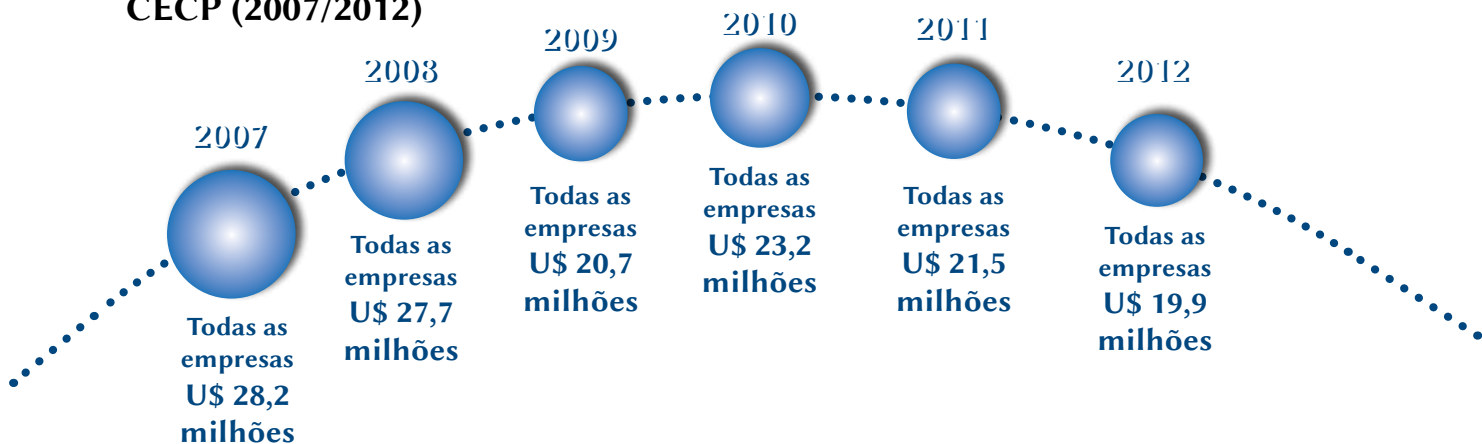 CECP (2007/2012)
2007
Todas as
empresas
U$ 28,2
milhões
2008
Todas as
empresas
U$ 27,7
milhões
2009
Todas as
empresas
U$ 20,7
milhões
2010
Todas as
empresas
U$ 23,2
milhões
2011
Todas as
empresas
U$ 21,5
milhões
2012
Todas as
empresas
U$ 19,9
milhões